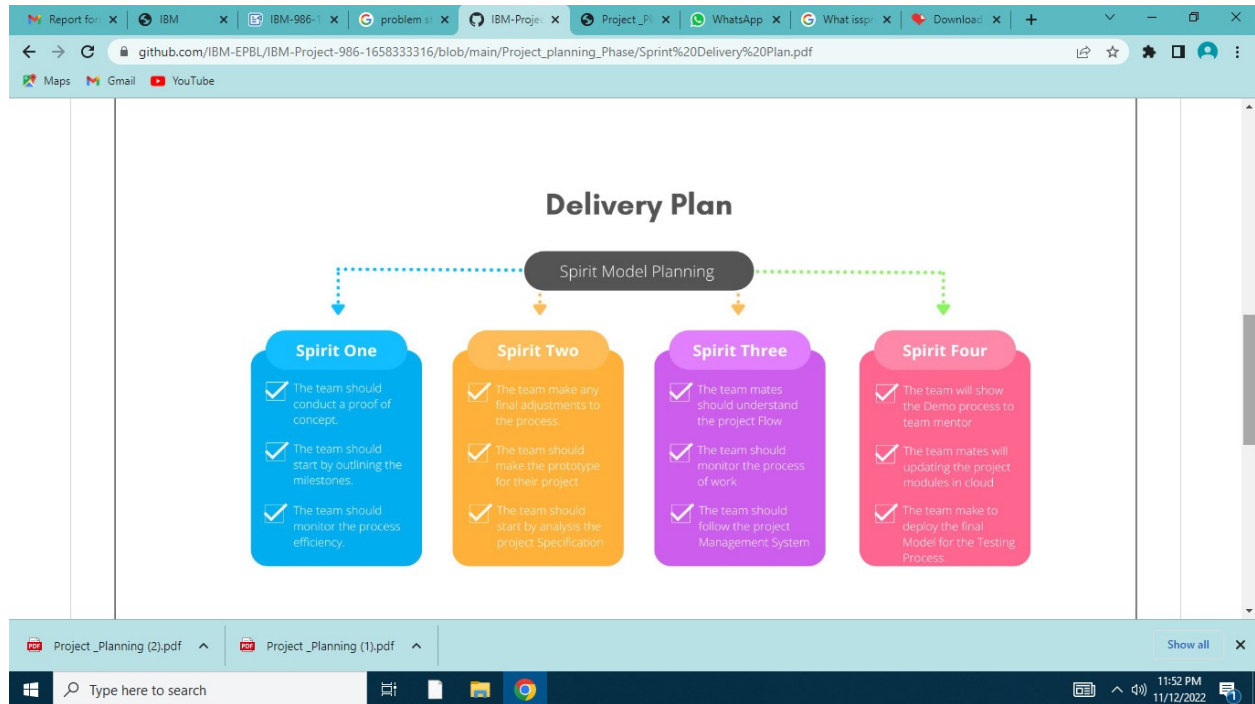 Report for
IBM
IBM-986-1
problem st
IBM-Projec
Project_Pl
WhatsApp
What isspr
Download
github.com/IBM-EPBL/IBM-Project-986-1658333316/blob/main/Project_planning_Phase/Sprint%20Delivery%20Plan.pdf
Maps
Gmail
YouTube
Delivery Plan
Spirit Model Planning
Spirit One
The team should
conduct a proof of
concept.
The team should
start by outlining the
milestones.
The team should
monitor the process
efficiency.
Spirit Two
The team make any
final adjustments to
the process.
The team should
make the prototype
for their project
The team should
start by analysis the
project Specification
Spirit Three
The team mates
should understand
the project Flow
The team should
monitor the process
of work
The team should
follow the project
Management System
Spirit Four
The team will show
the Demo process to
team mentor
The team mates will
updating the project
modules in cloud
The team make to
deploy the final
Model for the Testing
Process.
Project _Planning (2).pdf
Project _Planning (1).pdf
Show all
Type here to search
11:52 PM
11/12/2022